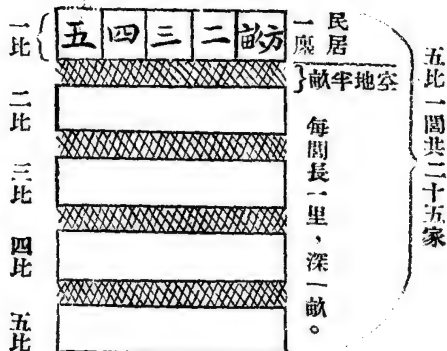 五比一閭共二十五家
民居
一廛
空地半畝
每閭長一里，深一畝。
方畝
二
三
四
五
一比
二比
三比
四比
五比